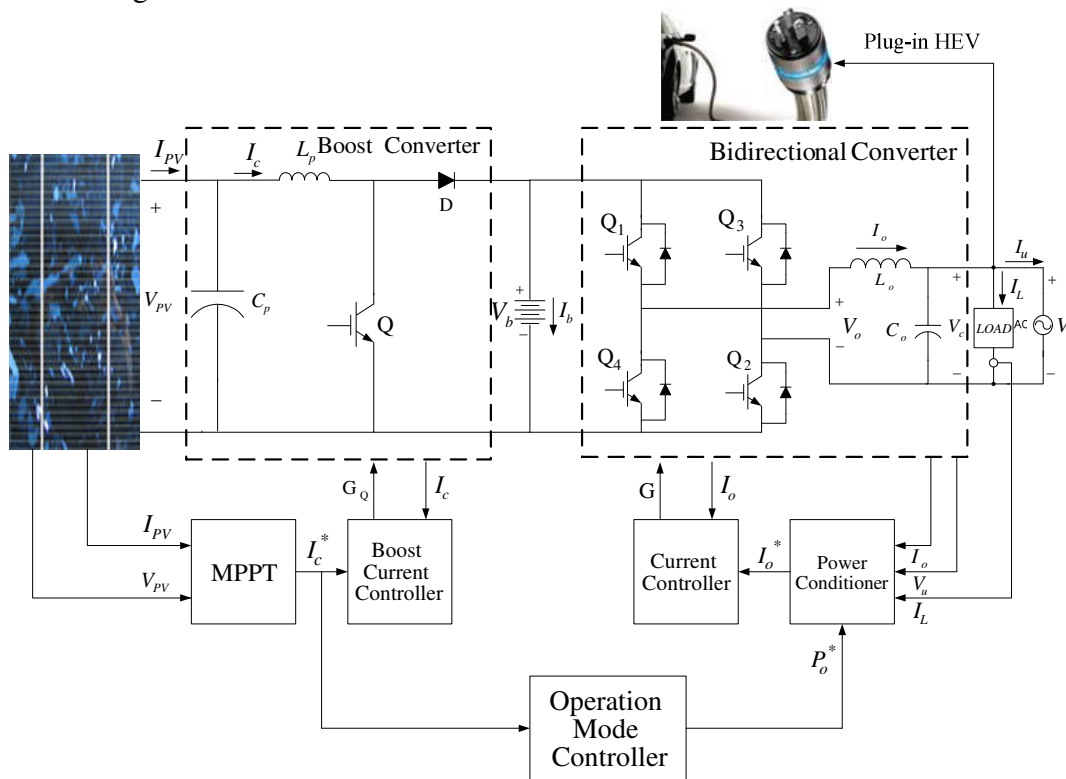 Plug-in HEV
I_PV
I_c
L_p
Boost Converter
D
Bidirectional Converter
+
V_PV
−
C_p
Q
+
V_b
−
I_b
Q_1
Q_3
Q_4
Q_2
I_o
L_o
+
V_o
−
C_o
+
V_c
−
I_L
LOAD
I_u
AC
+
V
−
G_Q
I_c
G
I_o
I_PV
V_PV
MPPT
I_c*
Boost
Current
Controller
Current
Controller
I_o*
Power
Conditioner
I_o
V_u
I_L
P_o*
Operation
Mode
Controller